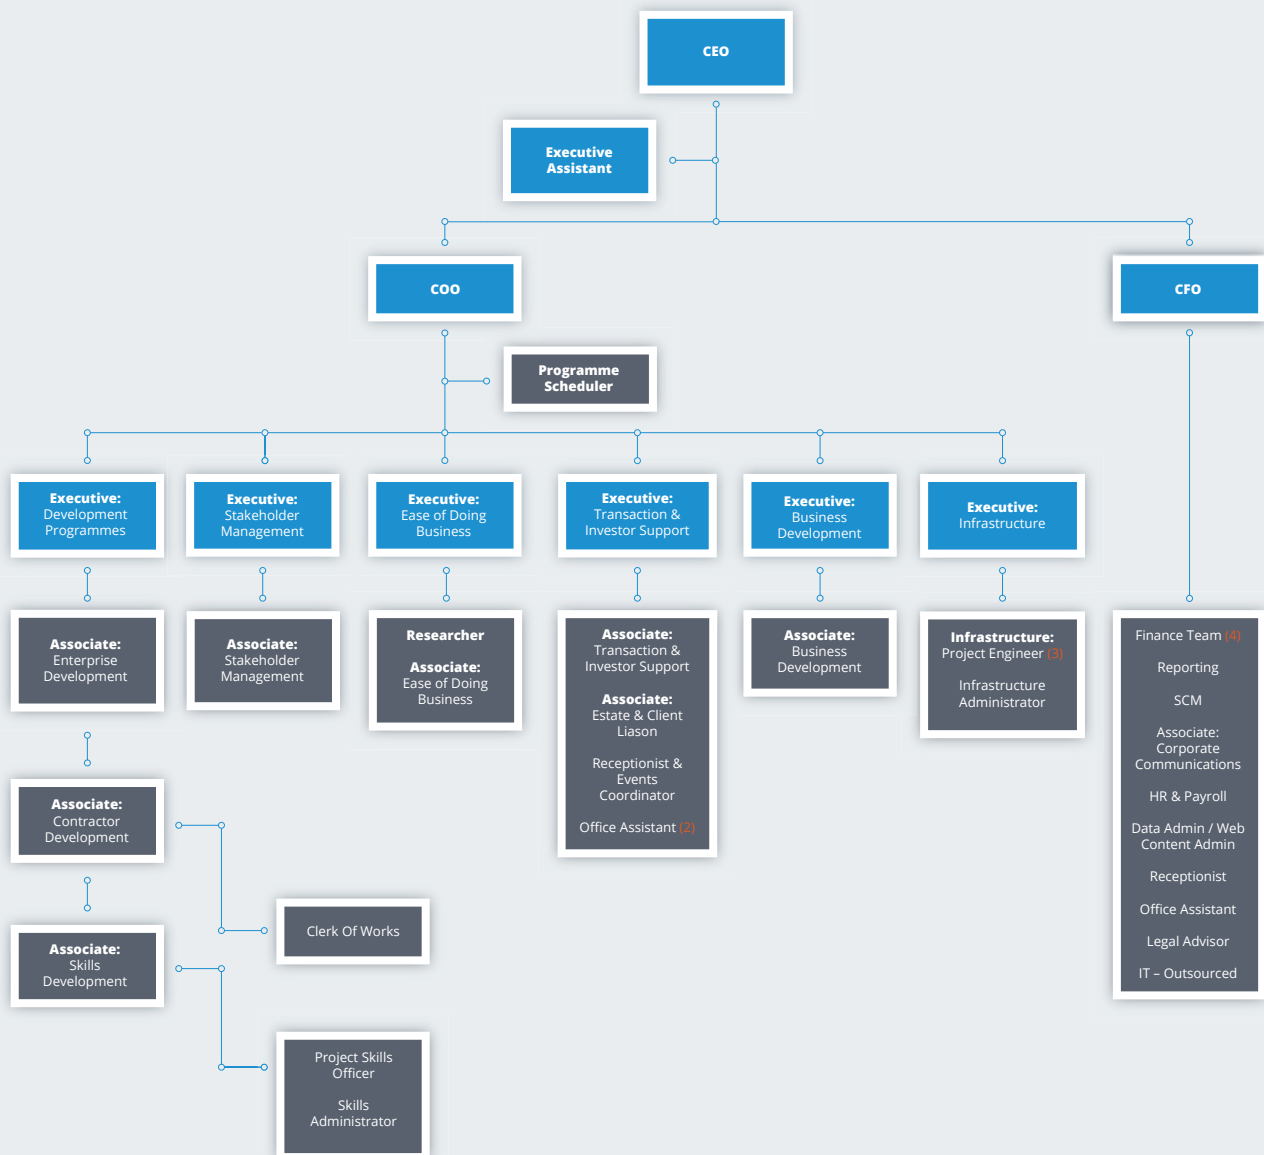 CEO
Executive
Assistant
COO
CFO
Programme
Scheduler
Executive:
Development
Programmes
Executive:
Stakeholder
Management
Executive:
Ease of Doing
Business
Executive:
Transaction &
Investor Support
Executive:
Business
Development
Executive:
Infrastructure
Associate:
Enterprise
Development
Associate:
Stakeholder
Management
Researcher
Associate:
Ease of Doing
Business
Associate:
Transaction &
Investor Support
Associate:
Estate & Client
Liason
Receptionist &
Events
Coordinator
Office Assistant (2)
Associate:
Business
Development
Infrastructure:
Project Engineer (3)
Infrastructure
Administrator
Finance Team (4)
Reporting
SCM
Associate:
Corporate
Communications
HR & Payroll
Data Admin / Web
Content Admin
Receptionist
Office Assistant
Legal Advisor
IT – Outsourced
Associate:
Contractor
Development
Clerk Of Works
Associate:
Skills
Development
Project Skills
Officer
Skills
Administrator